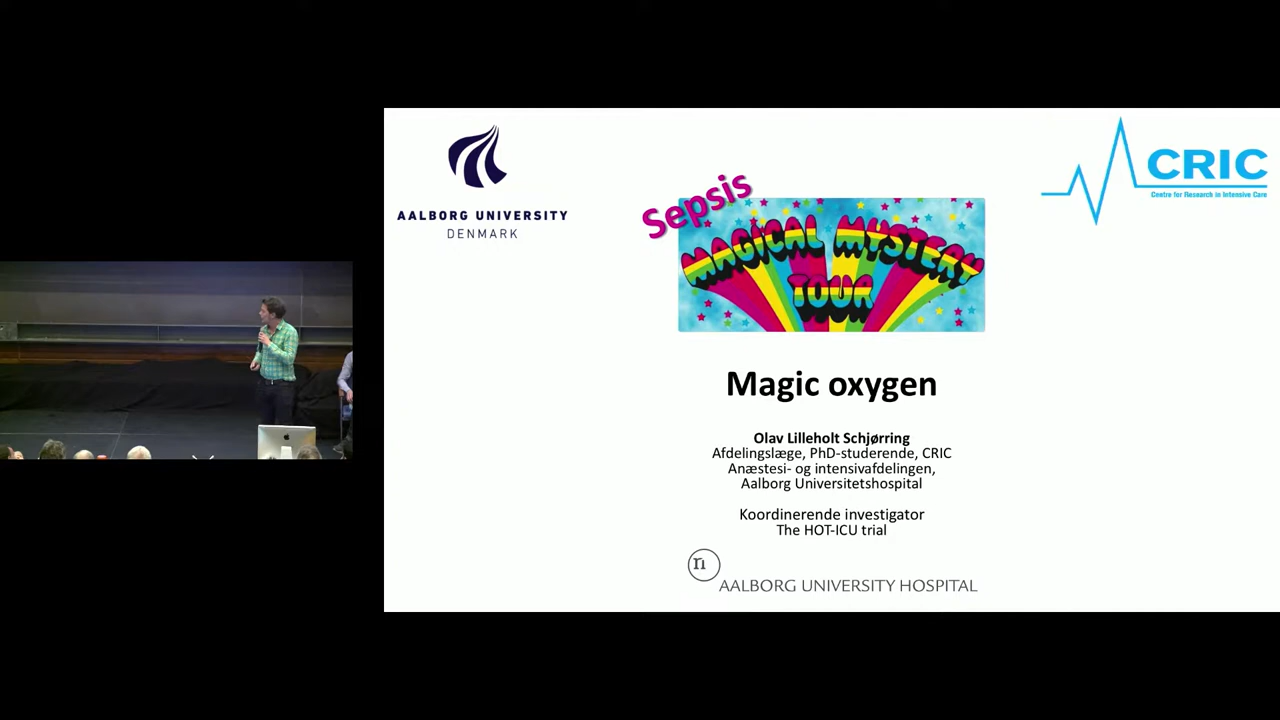 AALBORG UNIVERSITY
DENMARK
CRIC
Centre for Research in Intensive Care
Sepsis
MAGICAL MYSTERY
TOUR
Magic oxygen
Olav Lilleholt Schjørring
Afdelingslæge, PhD-studerende, CRIC
Anæstesi- og intensivafdelingen,
Aalborg Universitetshospital
Koordinerende investigator
The HOT-ICU trial
n
AALBORG UNIVERSITY HOSPITAL